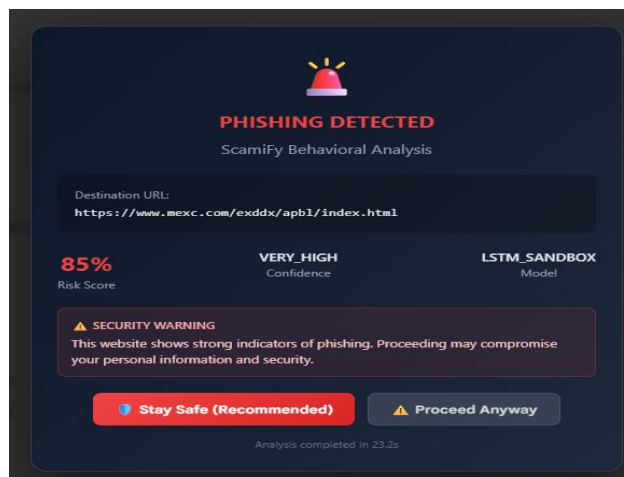 PHISHING DETECTED
ScamiFy Behavioral Analysis
Destination URL:
https://www.mexc.com/exddx/apbl/index.html
85%
Risk Score
VERY_HIGH
Confidence
LSTM_SANDBOX
Model
SECURITY WARNING
This website shows strong indicators of phishing. Proceeding may compromise
your personal information and security.
Stay Safe (Recommended)
Proceed Anyway
Analysis completed in 23.2s